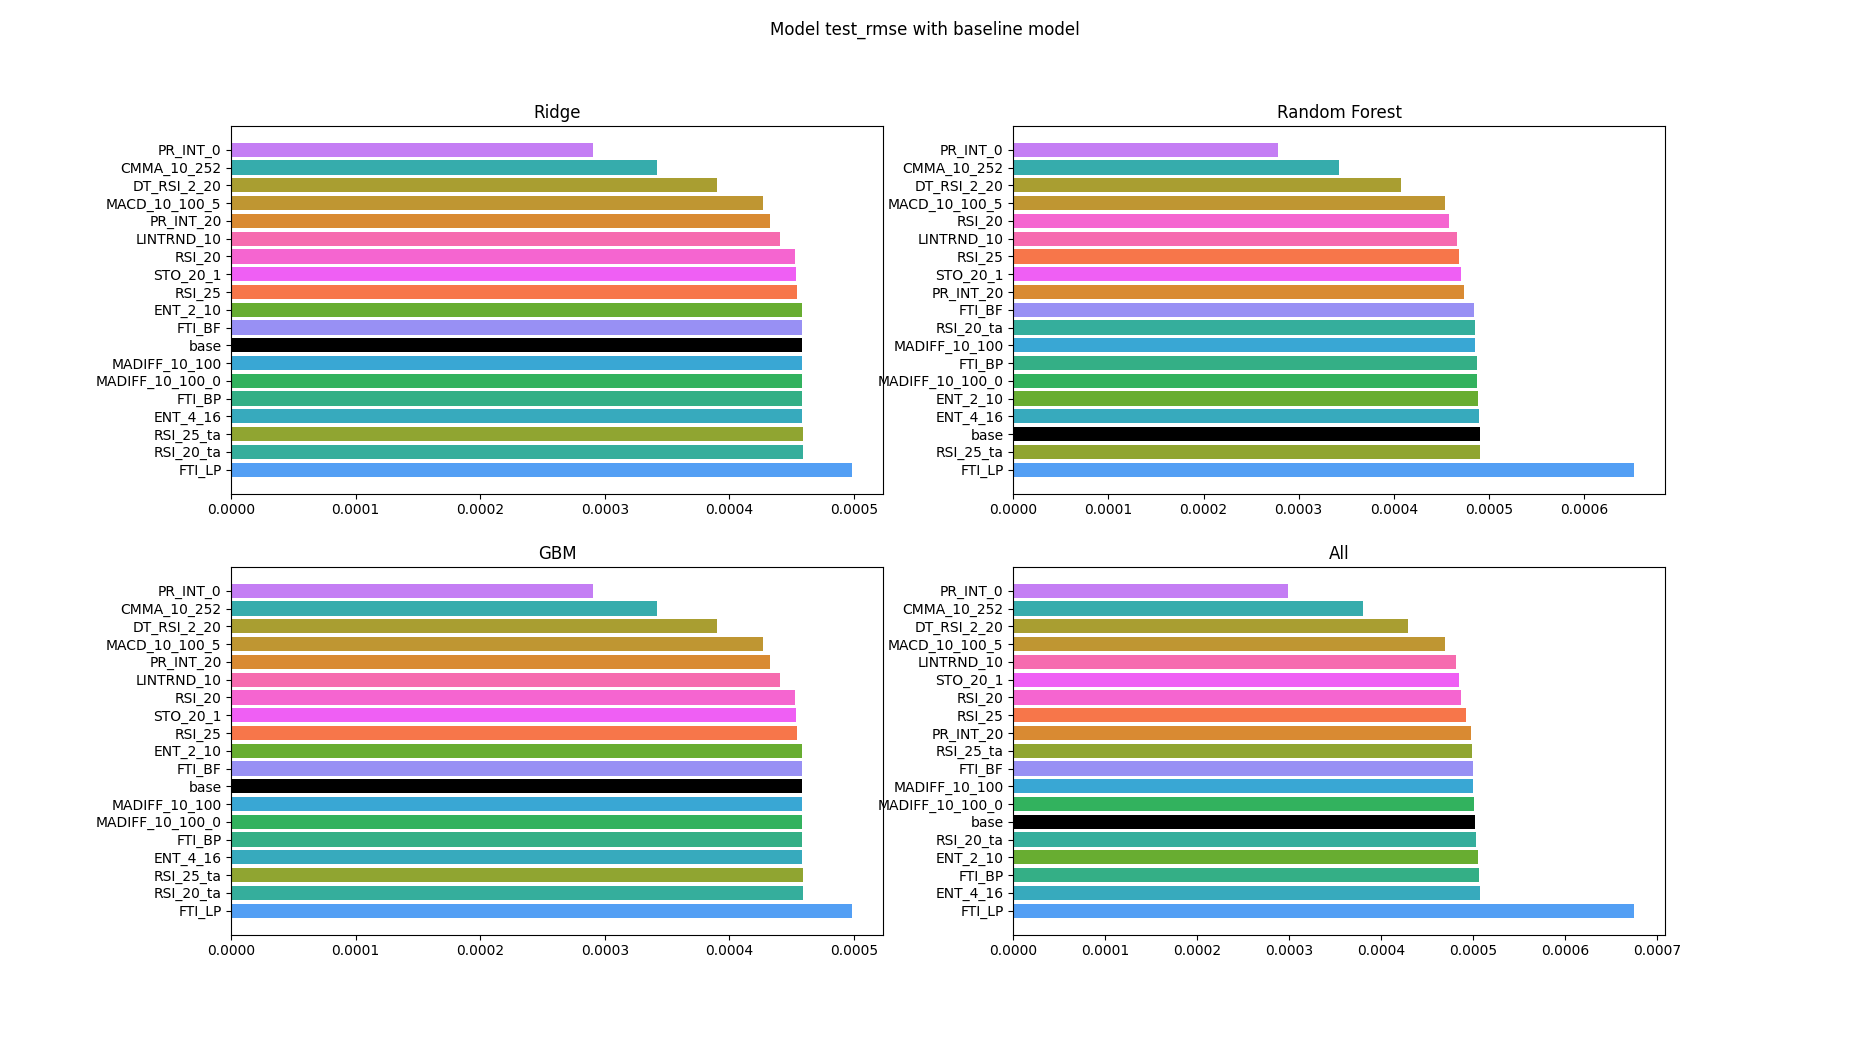 Model test_rmse with baseline model
Ridge
PR_INT_0
CMMA_10_252
DT_RSI_2_20
MACD_10_100_5
PR_INT_20
LINTRND_10
RSI_20
STO_20_1
RSI_25
ENT_2_10
FTI_BF
base
MADIFF_10_100
MADIFF_10_100_0
FTI_BP
ENT_4_16
RSI_25_ta
RSI_20_ta
FTI_LP
0.0000 0.0001 0.0002 0.0003 0.0004 0.0005
Random Forest
PR_INT_0
CMMA_10_252
DT_RSI_2_20
MACD_10_100_5
RSI_20
LINTRND_10
RSI_25
STO_20_1
PR_INT_20
FTI_BF
RSI_20_ta
MADIFF_10_100
FTI_BP
MADIFF_10_100_0
ENT_2_10
ENT_4_16
base
RSI_25_ta
FTI_LP
0.0000 0.0001 0.0002 0.0003 0.0004 0.0005 0.0006
GBM
PR_INT_0
CMMA_10_252
DT_RSI_2_20
MACD_10_100_5
PR_INT_20
LINTRND_10
RSI_20
STO_20_1
RSI_25
ENT_2_10
FTI_BF
base
MADIFF_10_100
MADIFF_10_100_0
FTI_BP
ENT_4_16
RSI_25_ta
RSI_20_ta
FTI_LP
0.0000 0.0001 0.0002 0.0003 0.0004 0.0005
All
PR_INT_0
CMMA_10_252
DT_RSI_2_20
MACD_10_100_5
LINTRND_10
STO_20_1
RSI_20
RSI_25
PR_INT_20
RSI_25_ta
FTI_BF
MADIFF_10_100
MADIFF_10_100_0
base
RSI_20_ta
ENT_2_10
FTI_BP
ENT_4_16
FTI_LP
0.0000 0.0001 0.0002 0.0003 0.0004 0.0005 0.0006 0.0007